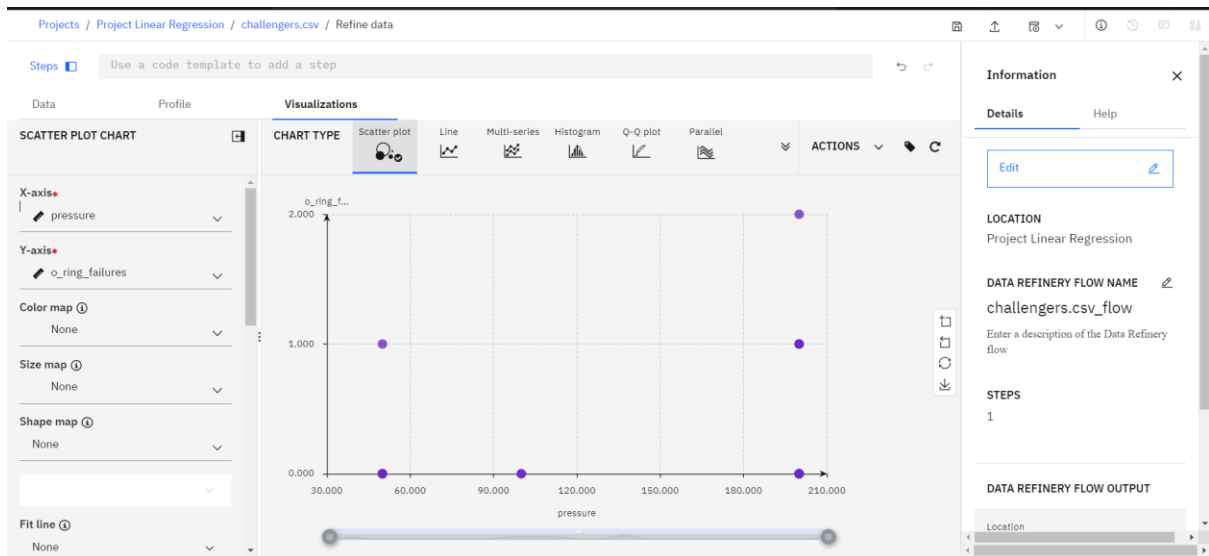 Projects / Project Linear Regression / challengers.csv / Refine data
Steps
Use a code template to add a step
Data
Profile
Visualizations
SCATTER PLOT CHART
X-axis*
pressure
Y-axis*
o_ring_failures
Color map
None
Size map
None
Shape map
None
Fit line
None
CHART TYPE
Scatter plot
Line
Multi-series
Histogram
Q-Q plot
Parallel
ACTIONS
o_ring_f...
2.000
1.000
0.000
30.000 60.000 90.000 120.000 150.000 180.000 210.000
pressure
Information
Details
Help
Edit
LOCATION
Project Linear Regression
DATA REFINERY FLOW NAME
challengers.csv_flow
Enter a description of the Data Refinery
flow
STEPS
1
DATA REFINERY FLOW OUTPUT
Location